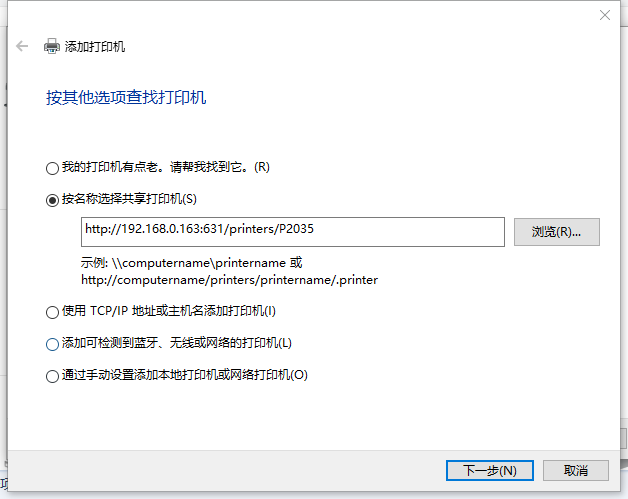 添加打印机
按其他选项查找打印机
我的打印机有点老。请帮我找到它。(R)
按名称选择共享打印机(S)
http://192.168.0.163:631/printers/P2035
浏览(R)...
示例: \\computername\printername 或
http://computername/printers/printername/.printer
使用 TCP/IP 地址或主机名添加打印机(I)
添加可检测到蓝牙、无线或网络的打印机(L)
通过手动设置添加本地打印机或网络打印机(O)
项
下一步(N)
取消